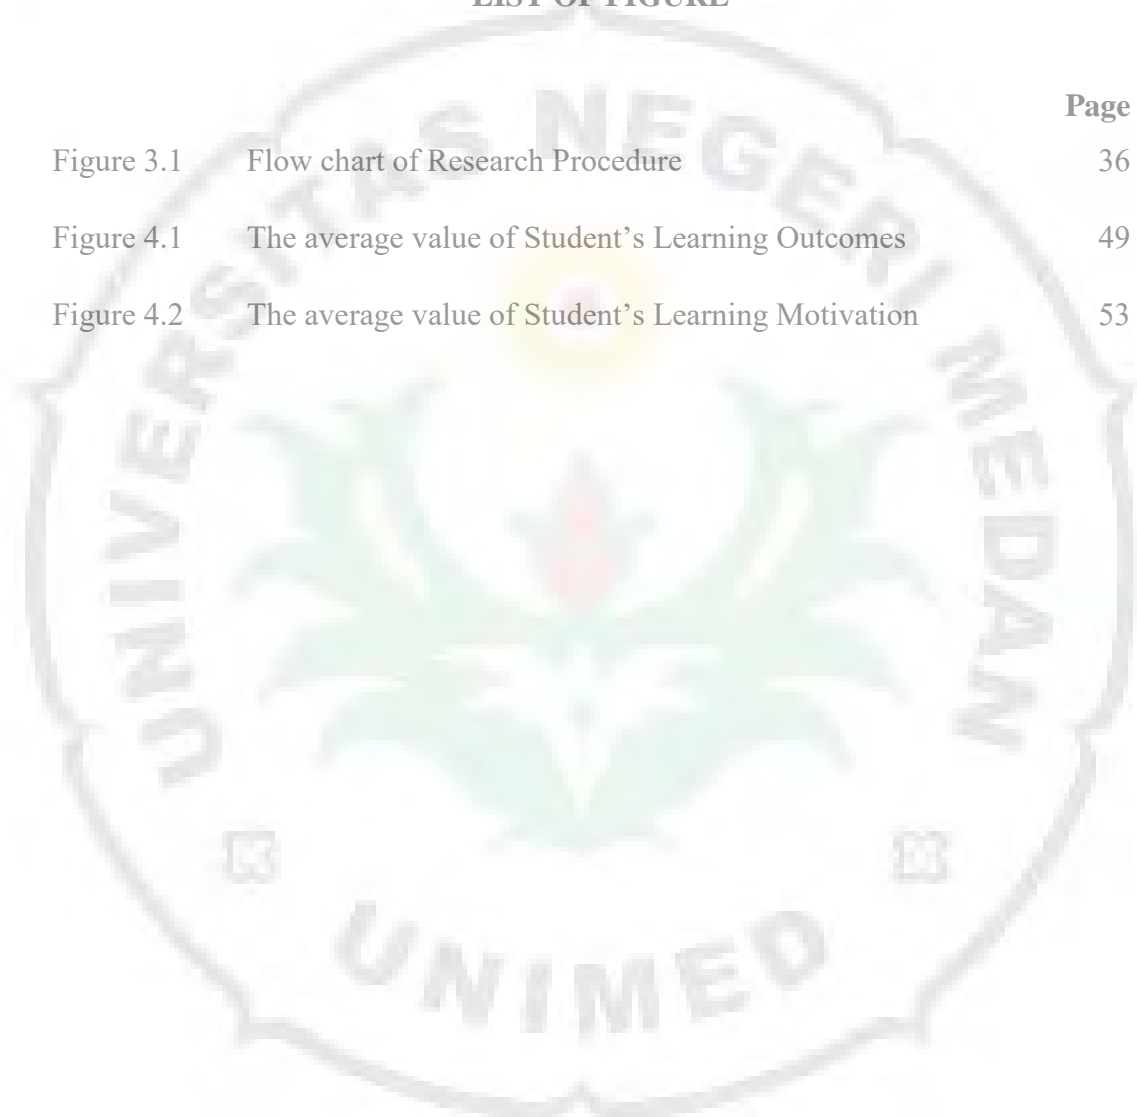 LIST OF FIGURE
Page
Figure 3.1 Flow chart of Research Procedure 36
Figure 4.1 The average value of Student’s Learning Outcomes 49
Figure 4.2 The average value of Student’s Learning Motivation 53
UNIVERSITAS NEGERI MEDAN
UNIMED